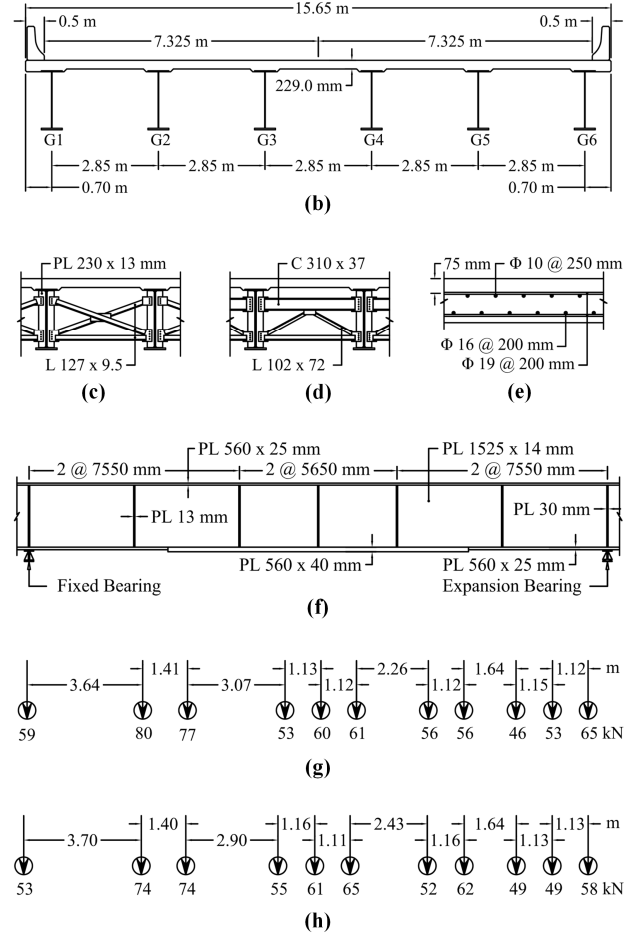 15.65 m
0.5 m 0.5 m
7.325 m 7.325 m
229.0 mm
G1 G2 G3 G4 G5 G6
2.85 m 2.85 m 2.85 m 2.85 m 2.85 m
0.70 m 0.70 m
(b)
PL 230 x 13 mm C 310 x 37 75 mm Φ 10 @ 250 mm
Φ 16 @ 200 mm
L 127 x 9.5 L 102 x 72 Φ 19 @ 200 mm
(c) (d) (e)
PL 560 x 25 mm PL 1525 x 14 mm
2 @ 7550 mm 2 @ 5650 mm 2 @ 7550 mm
PL 13 mm PL 30 mm
PL 560 x 40 mm PL 560 x 25 mm
Fixed Bearing Expansion Bearing
(f)
1.41 1.13 2.26 1.64 1.12 m
3.64 3.07 1.12 1.12 1.15
59 80 77 53 60 61 56 56 46 53 65 kN
(g)
1.40 1.16 2.43 1.64 1.13 m
3.70 2.90 1.11 1.16 1.13
53 74 74 55 61 65 52 62 49 49 58 kN
(h)